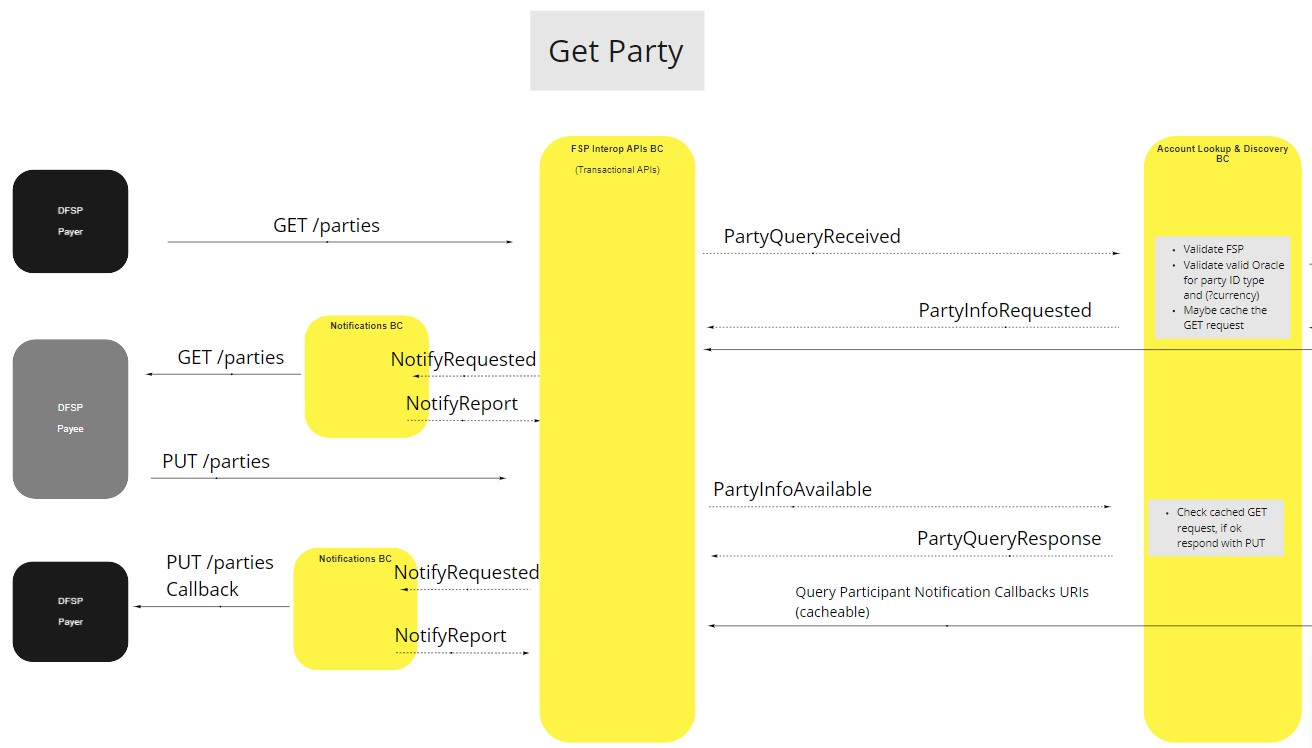 Get Party
FSP Interop APIs BC
(Transactional APIs)
Account Lookup & Discovery
BC
DFSP
Payer
GET /parties
PartyQueryReceived
• Validate FSP
• Validate valid Oracle
for party ID type
and (?currency)
• Maybe cache the
GET request
PartyInfoRequested
Notifications BC
GET /parties
NotifyRequested
NotifyReport
DFSP
Payee
PUT /parties
PartyInfoAvailable
• Check cached GET
request, if ok
respond with PUT
PartyQueryResponse
PUT /parties
Callback
Notifications BC
NotifyRequested
DFSP
Payer
Query Participant Notification Callbacks URIs
(cacheable)
NotifyReport